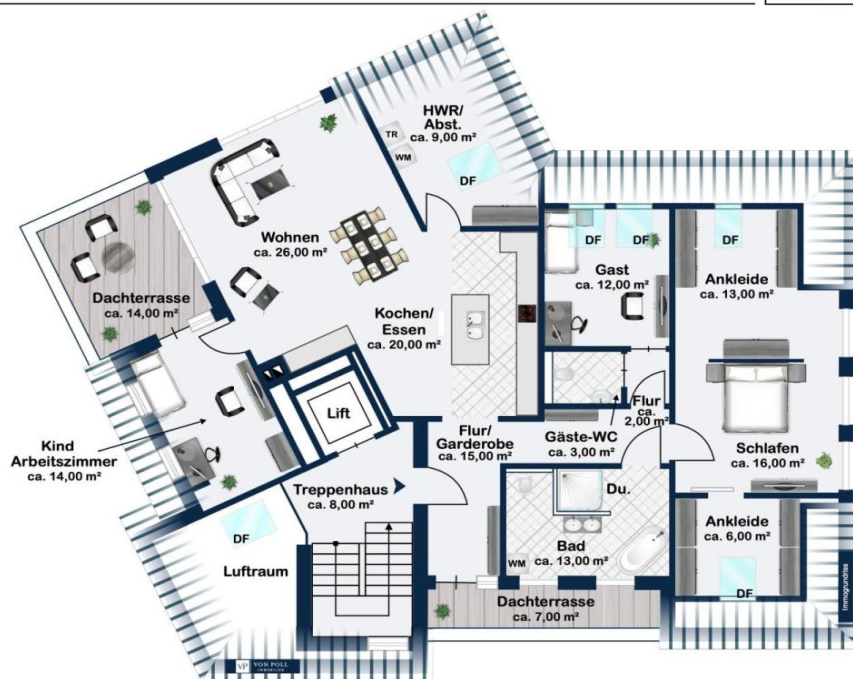 HWR/
Abst.
ca. 9,00 m²
TR
WM
DF
Wohnen
ca. 26,00 m²
DF
DF
DF
Gast
ca. 12,00 m²
Ankleide
ca. 13,00 m²
Dachterrasse
ca. 14,00 m²
Kochen/
Essen
ca. 20,00 m²
Lift
Flur
ca.
2,00 m²
Kind
Arbeitszimmer
ca. 14,00 m²
Flur/
Garderobe
ca. 15,00 m²
Gäste-WC
ca. 3,00 m²
Schlafen
ca. 16,00 m²
Treppenhaus
ca. 8,00 m²
Du.
DF
Luftraum
Bad
ca. 13,00 m²
WM
Ankleide
ca. 6,00 m²
DF
Dachterrasse
ca. 7,00 m²
Immogrundriss
VP VON POLL
IMMOBILIEN